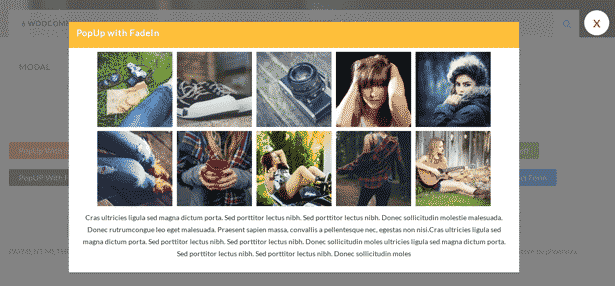 6 WOOCOMM
X
PopUp with FadeIn
MODAL
Cras ultricies ligula sed magna dictum porta. Sed porttitor lectus nibh. Sed porttitor lectus nibh. Donec sollicitudin molestie malesuada.
Donec rutrumcongue leo eget malesuada. Praesent sapien massa, convallis a pellentesque nec, egestas non nisi.Cras ultricies ligula sed
magna dictum porta. Sed porttitor lectus nibh. Sed porttitor lectus nibh. Donec sollicitudin moles ultricies ligula sed magna dictum porta.
Sed porttitor lectus nibh. Sed porttitor lectus nibh. Donec sollicitudin moles